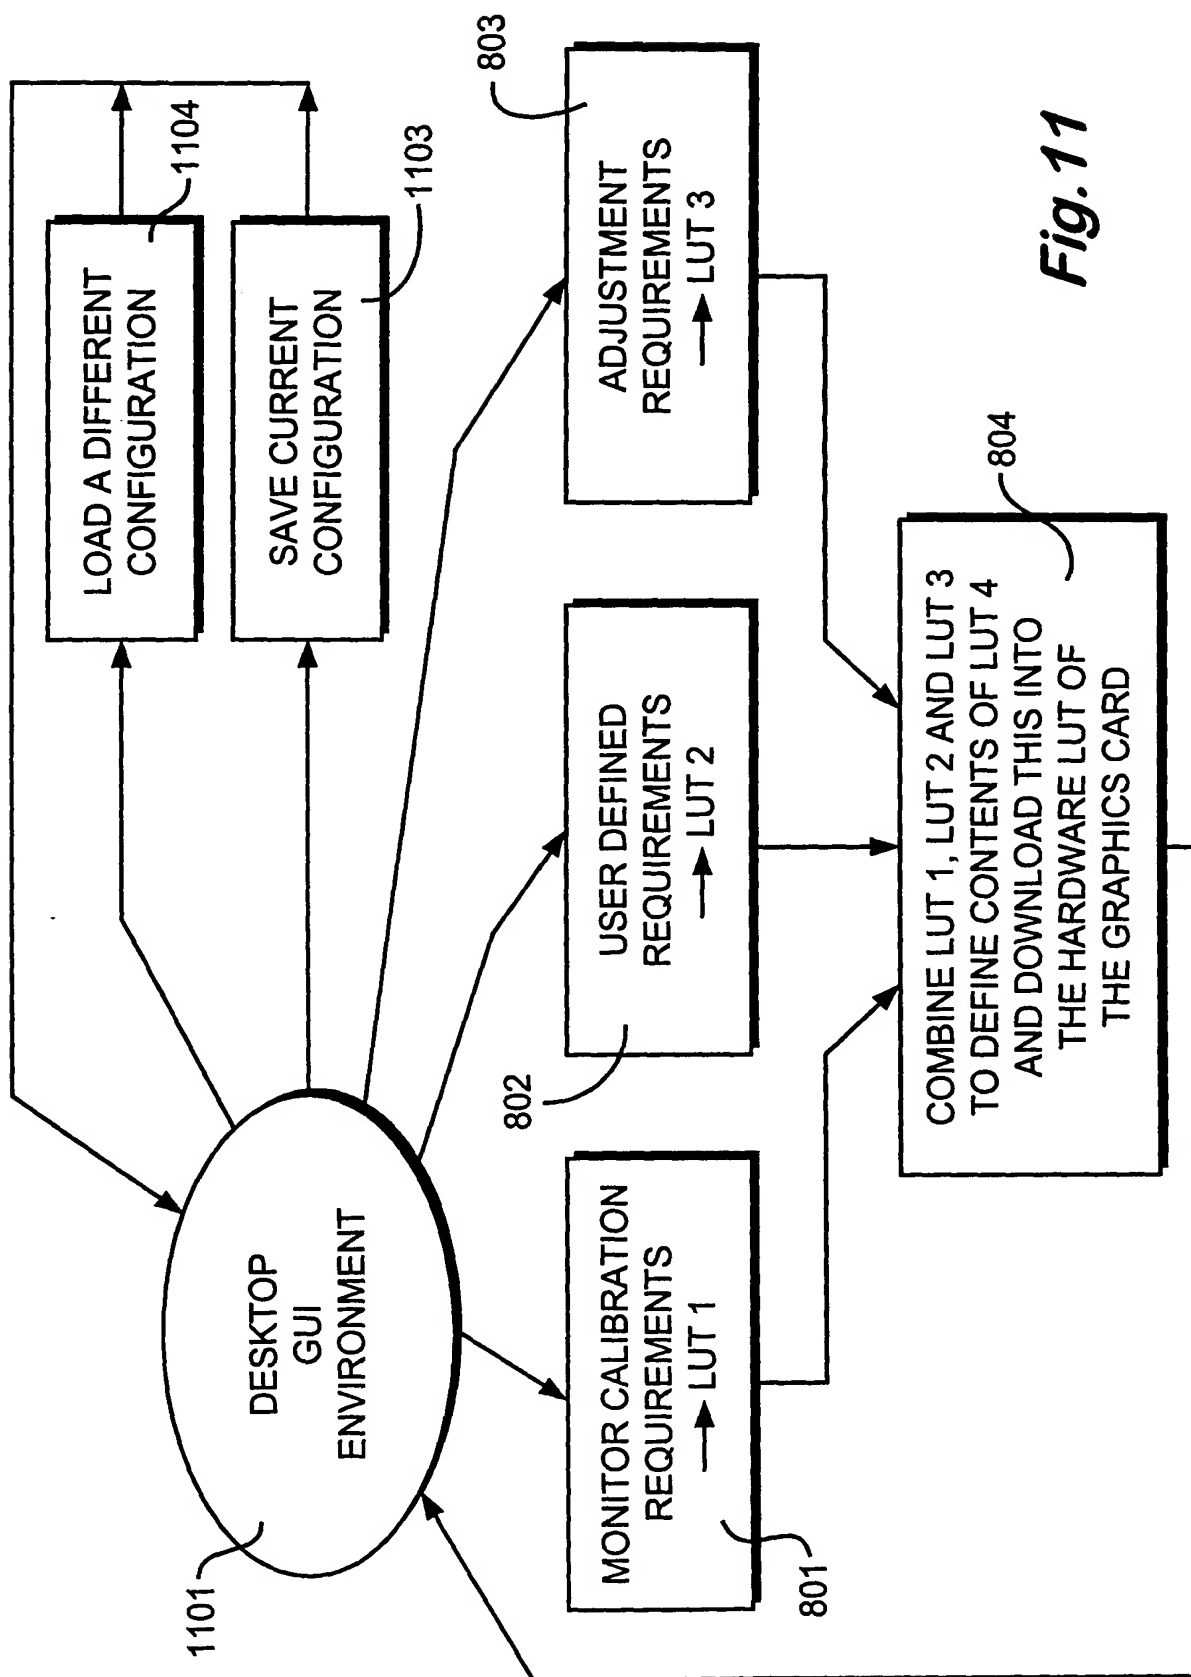 1104
LOAD A DIFFERENT
CONFIGURATION
1103
SAVE CURRENT
CONFIGURATION
1101
DESKTOP
GUI
ENVIRONMENT
801
MONITOR CALIBRATION
REQUIREMENTS
→ LUT 1
802
USER DEFINED
REQUIREMENTS
→ LUT 2
803
ADJUSTMENT
REQUIREMENTS
→ LUT 3
804
COMBINE LUT 1, LUT 2 AND LUT 3
TO DEFINE CONTENTS OF LUT 4
AND DOWNLOAD THIS INTO
THE HARDWARE LUT OF
THE GRAPHICS CARD
Fig.11